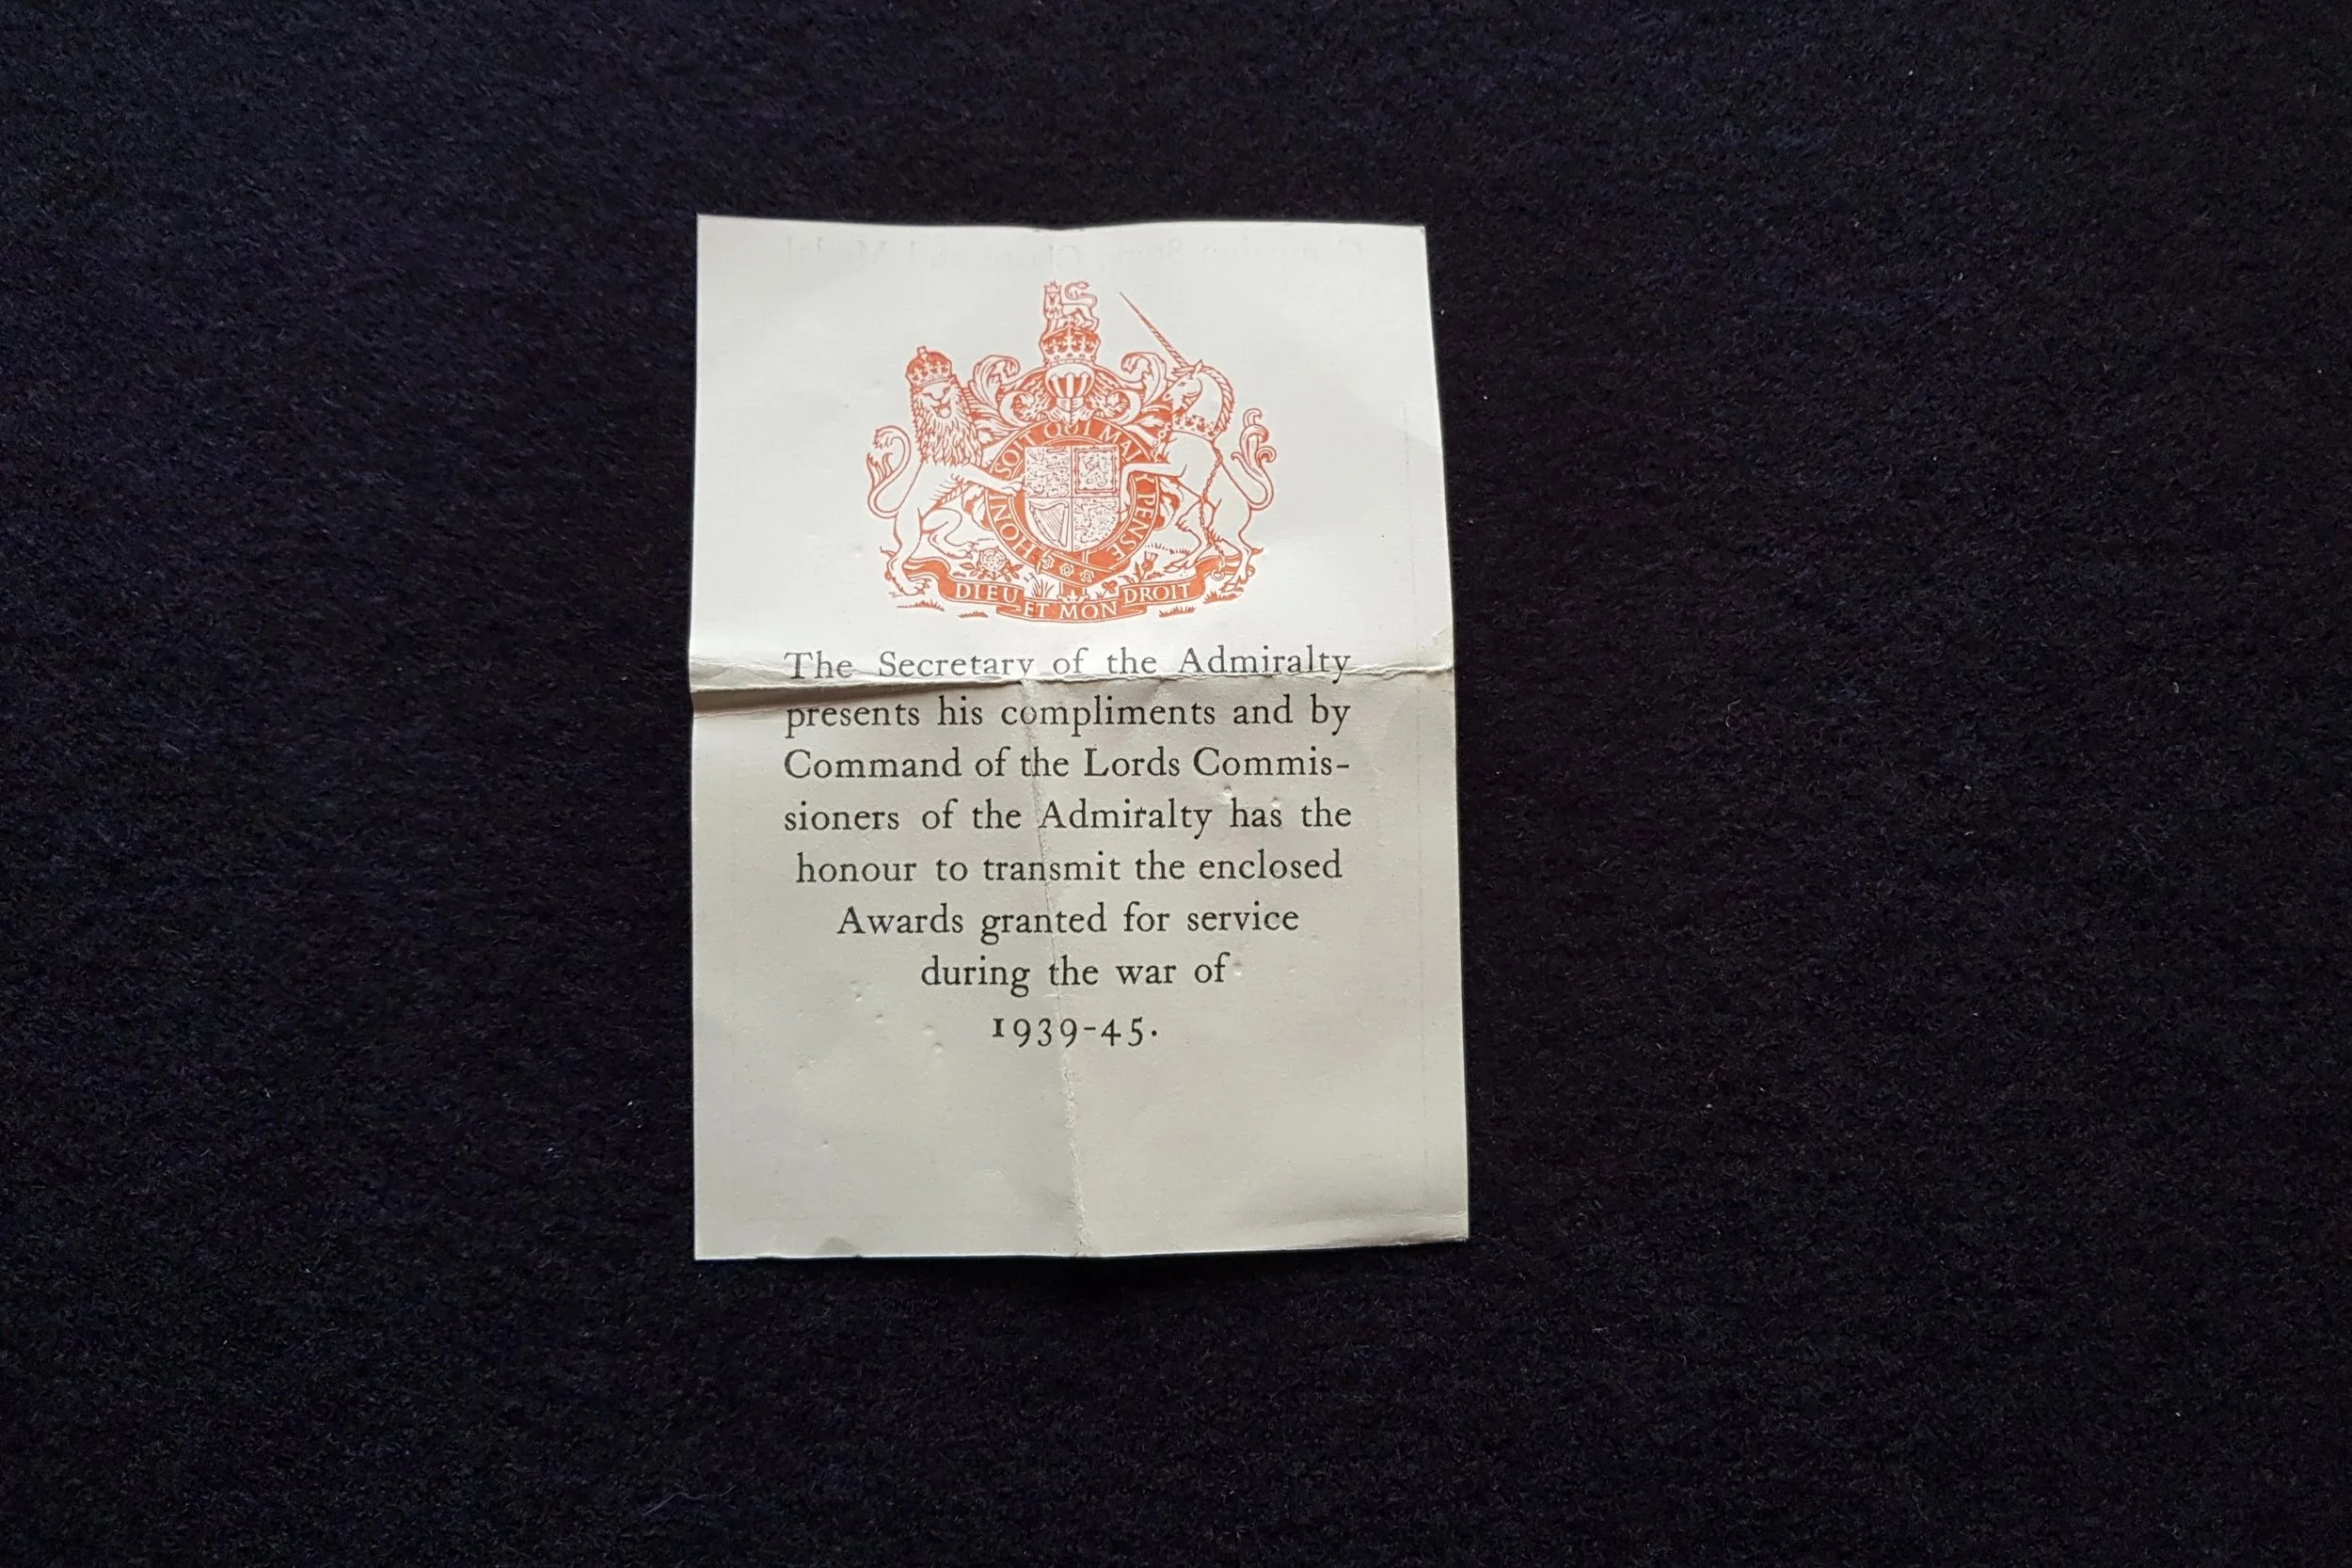 HONI SOIT QUI MAL Y PENSE
DIEU ET MON DROIT
The Secretary of the Admiralty
presents his compliments and by
Command of the Lords Commis-
sioners of the Admiralty has the
honour to transmit the enclosed
Awards granted for service
during the war of
1939-45.